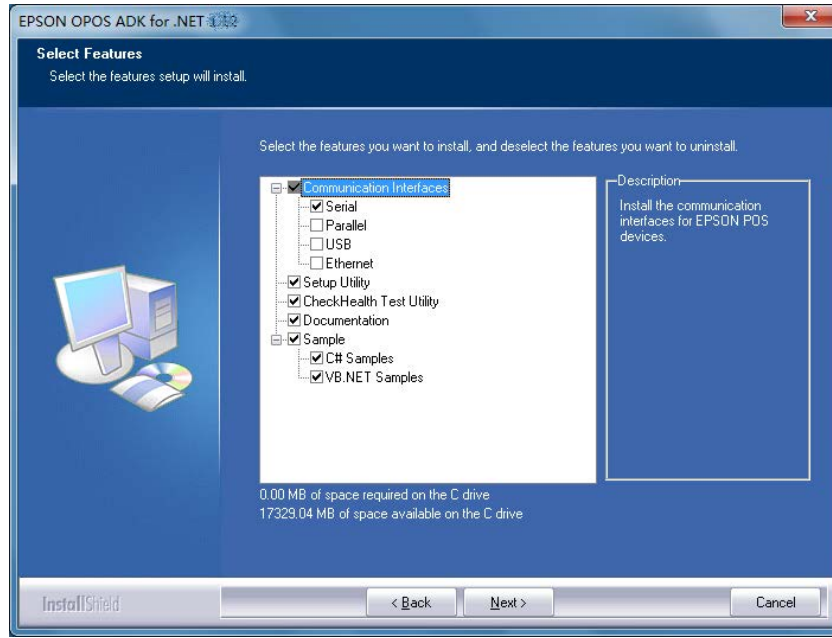 EPSON OPOS ADK for .NET
Select Features
Select the features setup will install.
Select the features you want to install, and deselect the features you want to uninstall.
Communication Interfaces
Serial
Parallel
USB
Ethernet
Setup Utility
CheckHealth Test Utility
Documentation
Sample
C# Samples
VB.NET Samples
Description
Install the communication
interfaces for EPSON POS
devices.
0.00 MB of space required on the C drive
17329.04 MB of space available on the C drive
InstallShield
< Back
Next >
Cancel